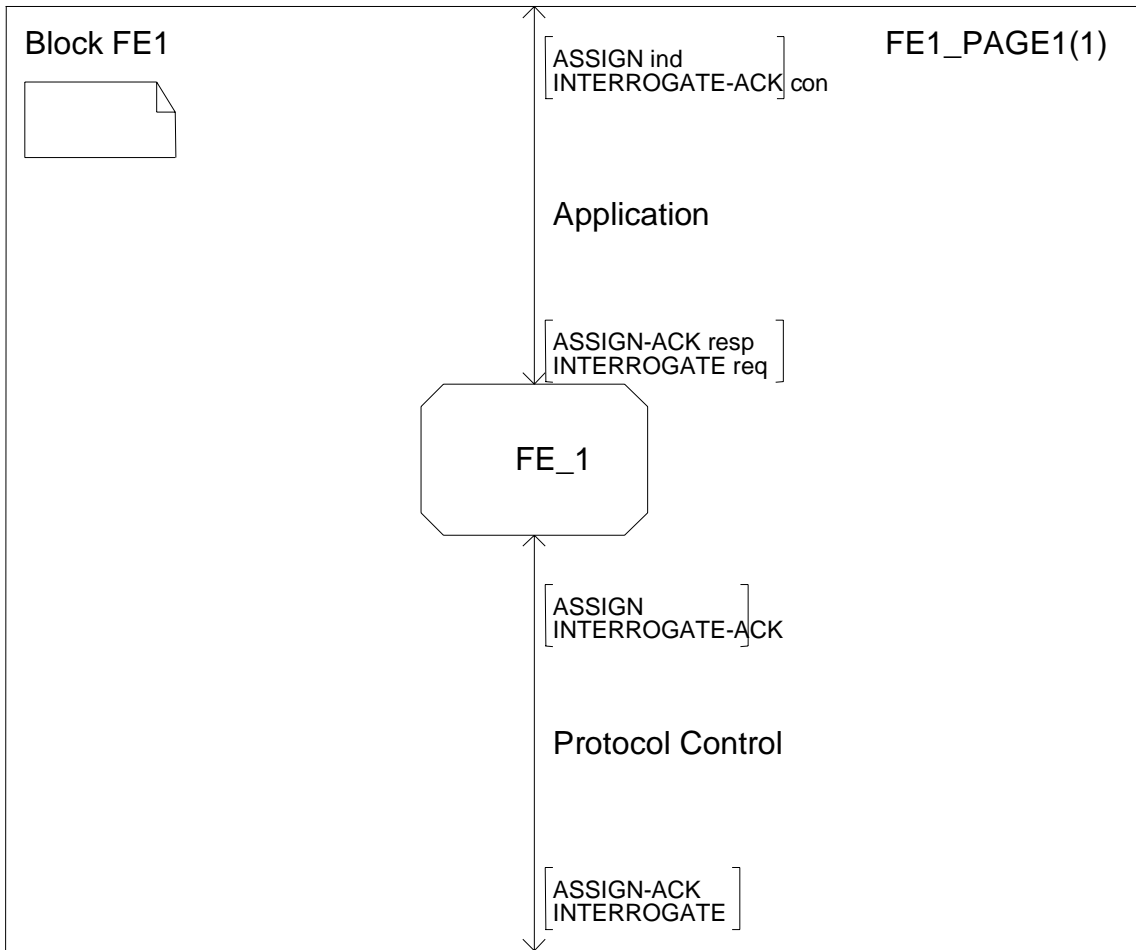 Block FE1
FE1_PAGE1(1)
ASSIGN ind
INTERROGATE-ACK con
Application
ASSIGN-ACK resp
INTERROGATE req
FE_1
ASSIGN
INTERROGATE-ACK
Protocol Control
ASSIGN-ACK
INTERROGATE